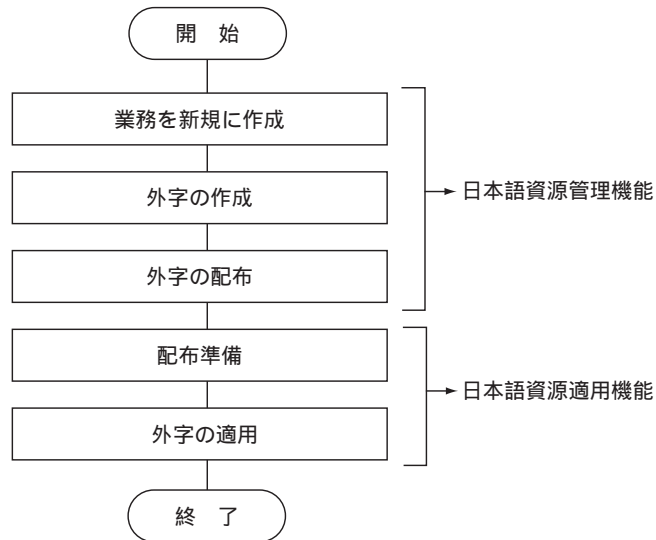 開　始
業務を新規に作成
外字の作成
日本語資源管理機能
外字の配布
配布準備
日本語資源適用機能
外字の適用
終　了